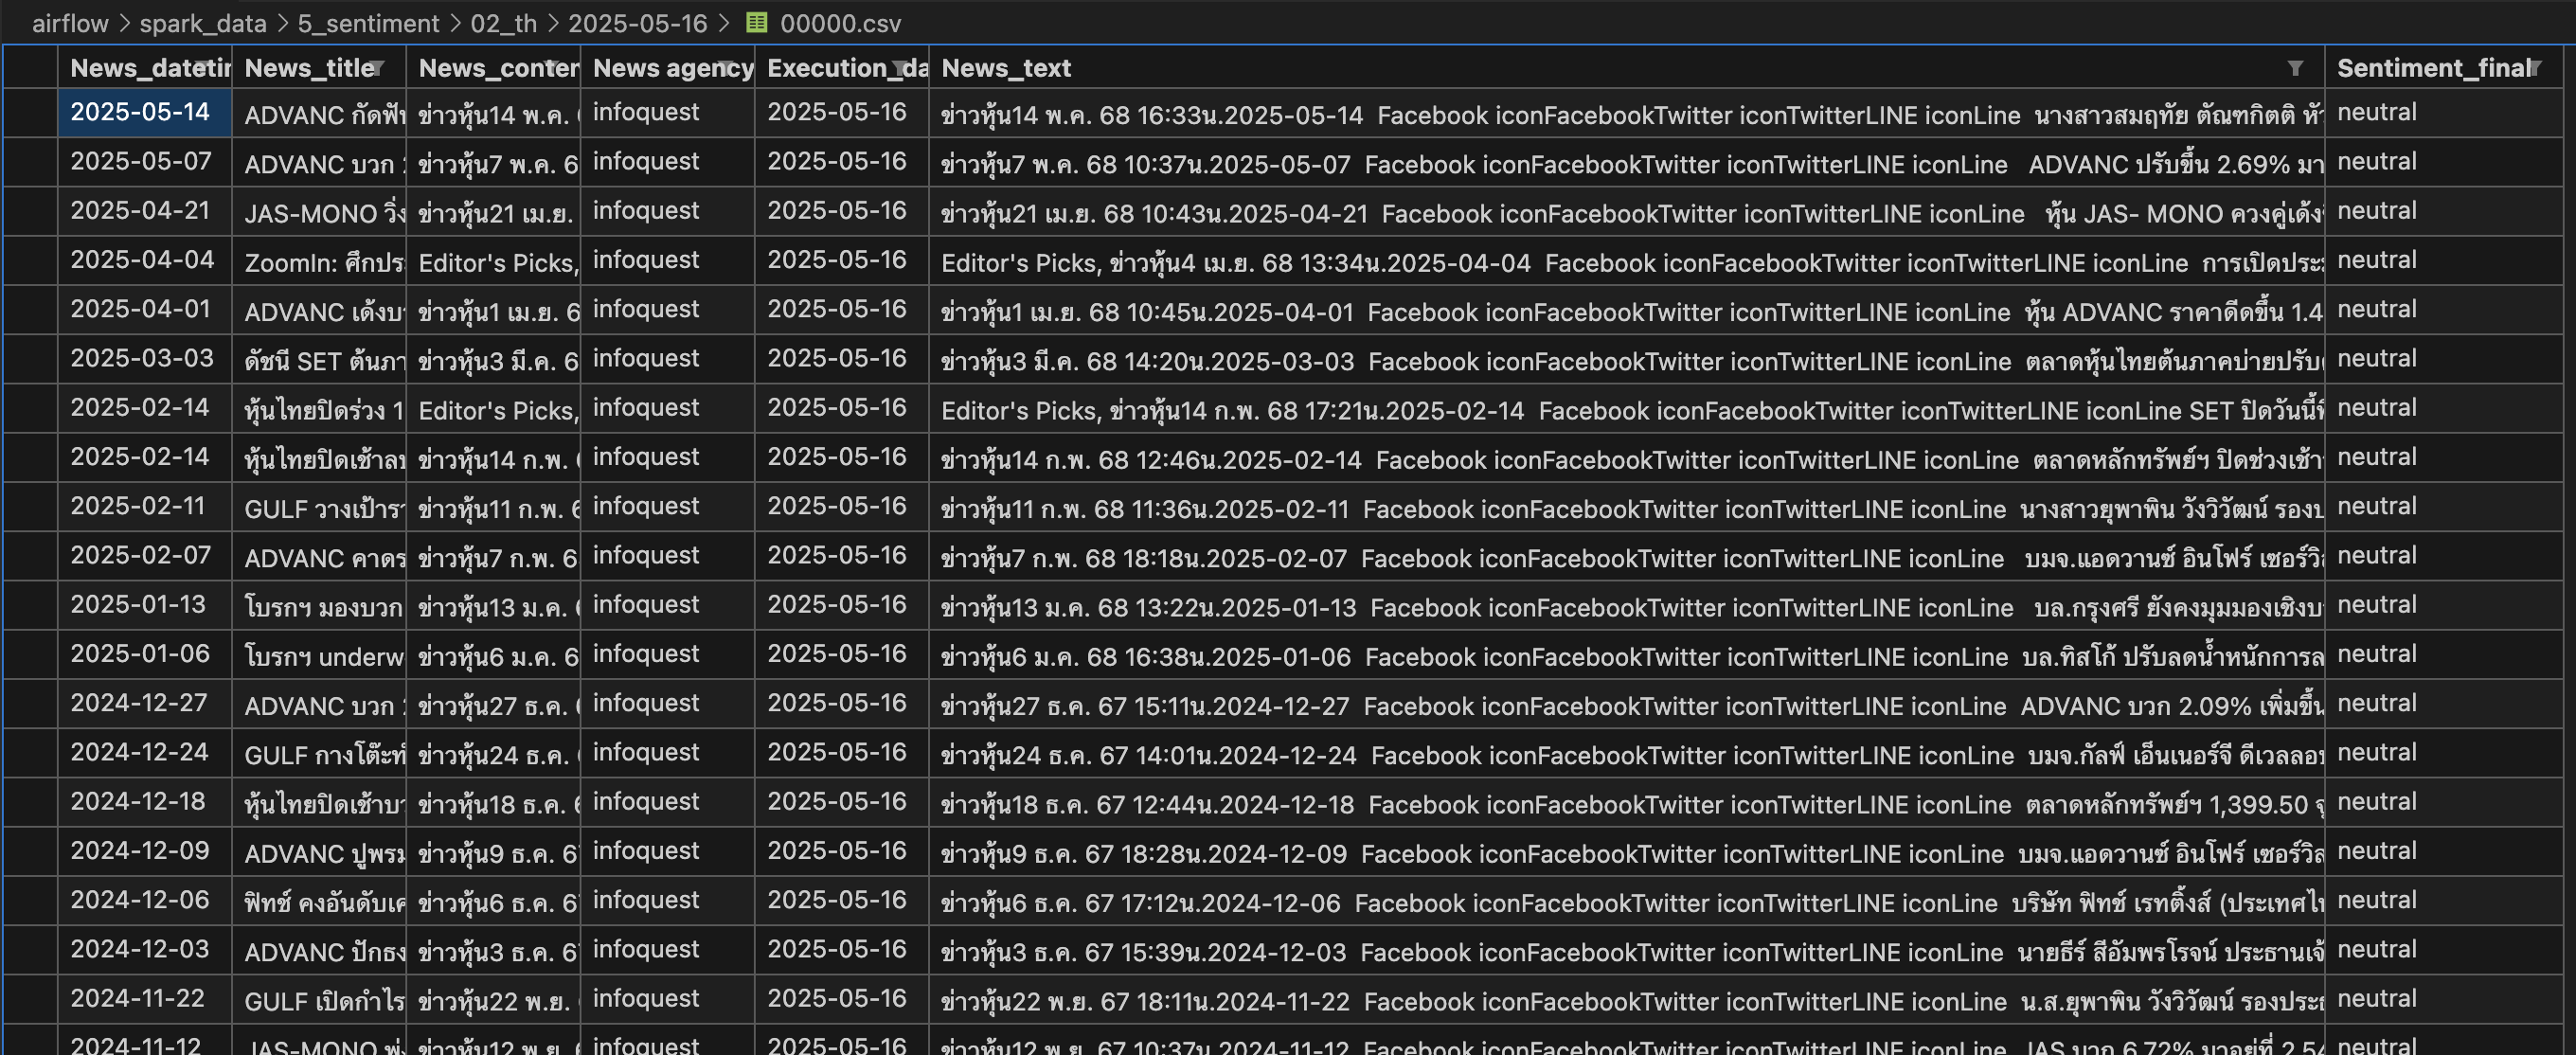 airflow > spark_data > 5_sentiment > 02_th > 2025-05-16 > 00000.csv
News_datetim News_title News_conten News agency Execution_da News_text Sentiment_final
2025-05-14 ADVANC กัดฟัน ข่าวหุ้น14 พ.ค. infoquest 2025-05-16 ข่าวหุ้น14 พ.ค. 68 16:33น.2025-05-14 Facebook iconFacebookTwitter iconTwitterLINE iconLine นางสาวสมฤทัย ตัณฑกิตติ หัว neutral
2025-05-07 ADVANC บวก 2 ข่าวหุ้น7 พ.ค. 6 infoquest 2025-05-16 ข่าวหุ้น7 พ.ค. 68 10:37น.2025-05-07 Facebook iconFacebookTwitter iconTwitterLINE iconLine ADVANC ปรับขึ้น 2.69% มา neutral
2025-04-21 JAS-MONO วิ่ง ข่าวหุ้น21 เม.ย. infoquest 2025-05-16 ข่าวหุ้น21 เม.ย. 68 10:43น.2025-04-21 Facebook iconFacebookTwitter iconTwitterLINE iconLine หุ้น JAS- MONO ควงคู่เด้ง neutral
2025-04-04 ZoomIn: ศึกประ Editor's Picks, infoquest 2025-05-16 Editor's Picks, ข่าวหุ้น4 เม.ย. 68 13:34น.2025-04-04 Facebook iconFacebookTwitter iconTwitterLINE iconLine การเปิดประม neutral
2025-04-01 ADVANC เด้งบว ข่าวหุ้น1 เม.ย. 6 infoquest 2025-05-16 ข่าวหุ้น1 เม.ย. 68 10:45น.2025-04-01 Facebook iconFacebookTwitter iconTwitterLINE iconLine หุ้น ADVANC ราคาดีดขึ้น 1.4 neutral
2025-03-03 ดัชนี SET ต้นภา ข่าวหุ้น3 มี.ค. 6 infoquest 2025-05-16 ข่าวหุ้น3 มี.ค. 68 14:20น.2025-03-03 Facebook iconFacebookTwitter iconTwitterLINE iconLine ตลาดหุ้นไทยต้นภาคบ่ายปรับ neutral
2025-02-14 หุ้นไทยปิดร่วง 1 Editor's Picks, infoquest 2025-05-16 Editor's Picks, ข่าวหุ้น14 ก.พ. 68 17:21น.2025-02-14 Facebook iconFacebookTwitter iconTwitterLINE iconLine SET ปิดวันนี้ที่ neutral
2025-02-14 หุ้นไทยปิดเช้าลบ ข่าวหุ้น14 ก.พ. infoquest 2025-05-16 ข่าวหุ้น14 ก.พ. 68 12:46น.2025-02-14 Facebook iconFacebookTwitter iconTwitterLINE iconLine ตลาดหลักทรัพย์ฯ ปิดช่วงเช้า neutral
2025-02-11 GULF วางเป้ารา ข่าวหุ้น11 ก.พ. 6 infoquest 2025-05-16 ข่าวหุ้น11 ก.พ. 68 11:36น.2025-02-11 Facebook iconFacebookTwitter iconTwitterLINE iconLine นางสาวยุพาพิน วังวิวัฒน์ รองป neutral
2025-02-07 ADVANC คาดร ข่าวหุ้น7 ก.พ. 6 infoquest 2025-05-16 ข่าวหุ้น7 ก.พ. 68 18:18น.2025-02-07 Facebook iconFacebookTwitter iconTwitterLINE iconLine บมจ.แอดวานซ์ อินโฟร์ เซอร์วิส neutral
2025-01-13 โบรกฯ มองบวก ข่าวหุ้น13 ม.ค. infoquest 2025-05-16 ข่าวหุ้น13 ม.ค. 68 13:22น.2025-01-13 Facebook iconFacebookTwitter iconTwitterLINE iconLine บล.กรุงศรี ยังคงมุมมองเชิงบว neutral
2025-01-06 โบรกฯ underw ข่าวหุ้น6 ม.ค. 6 infoquest 2025-05-16 ข่าวหุ้น6 ม.ค. 68 16:38น.2025-01-06 Facebook iconFacebookTwitter iconTwitterLINE iconLine บล.ทิสโก้ ปรับลดน้ำหนักการล neutral
2024-12-27 ADVANC บวก 2 ข่าวหุ้น27 ธ.ค. infoquest 2025-05-16 ข่าวหุ้น27 ธ.ค. 67 15:11น.2024-12-27 Facebook iconFacebookTwitter iconTwitterLINE iconLine ADVANC บวก 2.09% เพิ่มขึ้น neutral
2024-12-24 GULF กางโต๊ะทำ ข่าวหุ้น24 ธ.ค. infoquest 2025-05-16 ข่าวหุ้น24 ธ.ค. 67 14:01น.2024-12-24 Facebook iconFacebookTwitter iconTwitterLINE iconLine บมจ.กัลฟ์ เอ็นเนอร์จี ดีเวลลอป neutral
2024-12-18 หุ้นไทยปิดเช้าบว ข่าวหุ้น18 ธ.ค. 6 infoquest 2025-05-16 ข่าวหุ้น18 ธ.ค. 67 12:44น.2024-12-18 Facebook iconFacebookTwitter iconTwitterLINE iconLine ตลาดหลักทรัพย์ฯ 1,399.50 จุ neutral
2024-12-09 ADVANC ปูพรม ข่าวหุ้น9 ธ.ค. 67 infoquest 2025-05-16 ข่าวหุ้น9 ธ.ค. 67 18:28น.2024-12-09 Facebook iconFacebookTwitter iconTwitterLINE iconLine บมจ.แอดวานซ์ อินโฟร์ เซอร์วิส neutral
2024-12-06 ฟิทช์ คงอันดับเค ข่าวหุ้น6 ธ.ค. 67 infoquest 2025-05-16 ข่าวหุ้น6 ธ.ค. 67 17:12น.2024-12-06 Facebook iconFacebookTwitter iconTwitterLINE iconLine บริษัท ฟิทช์ เรทติ้งส์ (ประเทศไท neutral
2024-12-03 ADVANC ปักธง ข่าวหุ้น3 ธ.ค. 67 infoquest 2025-05-16 ข่าวหุ้น3 ธ.ค. 67 15:39น.2024-12-03 Facebook iconFacebookTwitter iconTwitterLINE iconLine นายธีร์ สีอัมพรโรจน์ ประธานเจ้ neutral
2024-11-22 GULF เปิดกำไร ข่าวหุ้น22 พ.ย. infoquest 2025-05-16 ข่าวหุ้น22 พ.ย. 67 18:11น.2024-11-22 Facebook iconFacebookTwitter iconTwitterLINE iconLine น.ส.ยุพาพิน วังวิวัฒน์ รองประธ neutral
2024-11-12 JAS-MONO พุ่ง ข่าวหุ้น12 พ.ย. 6 infoquest 2025-05-16 ข่าวหุ้น12 พ.ย. 67 10:37น.2024-11-12 Facebook iconFacebookTwitter iconTwitterLINE iconLine JAS บวก 6.72% มาอยู่ที่ 2.54 neutral